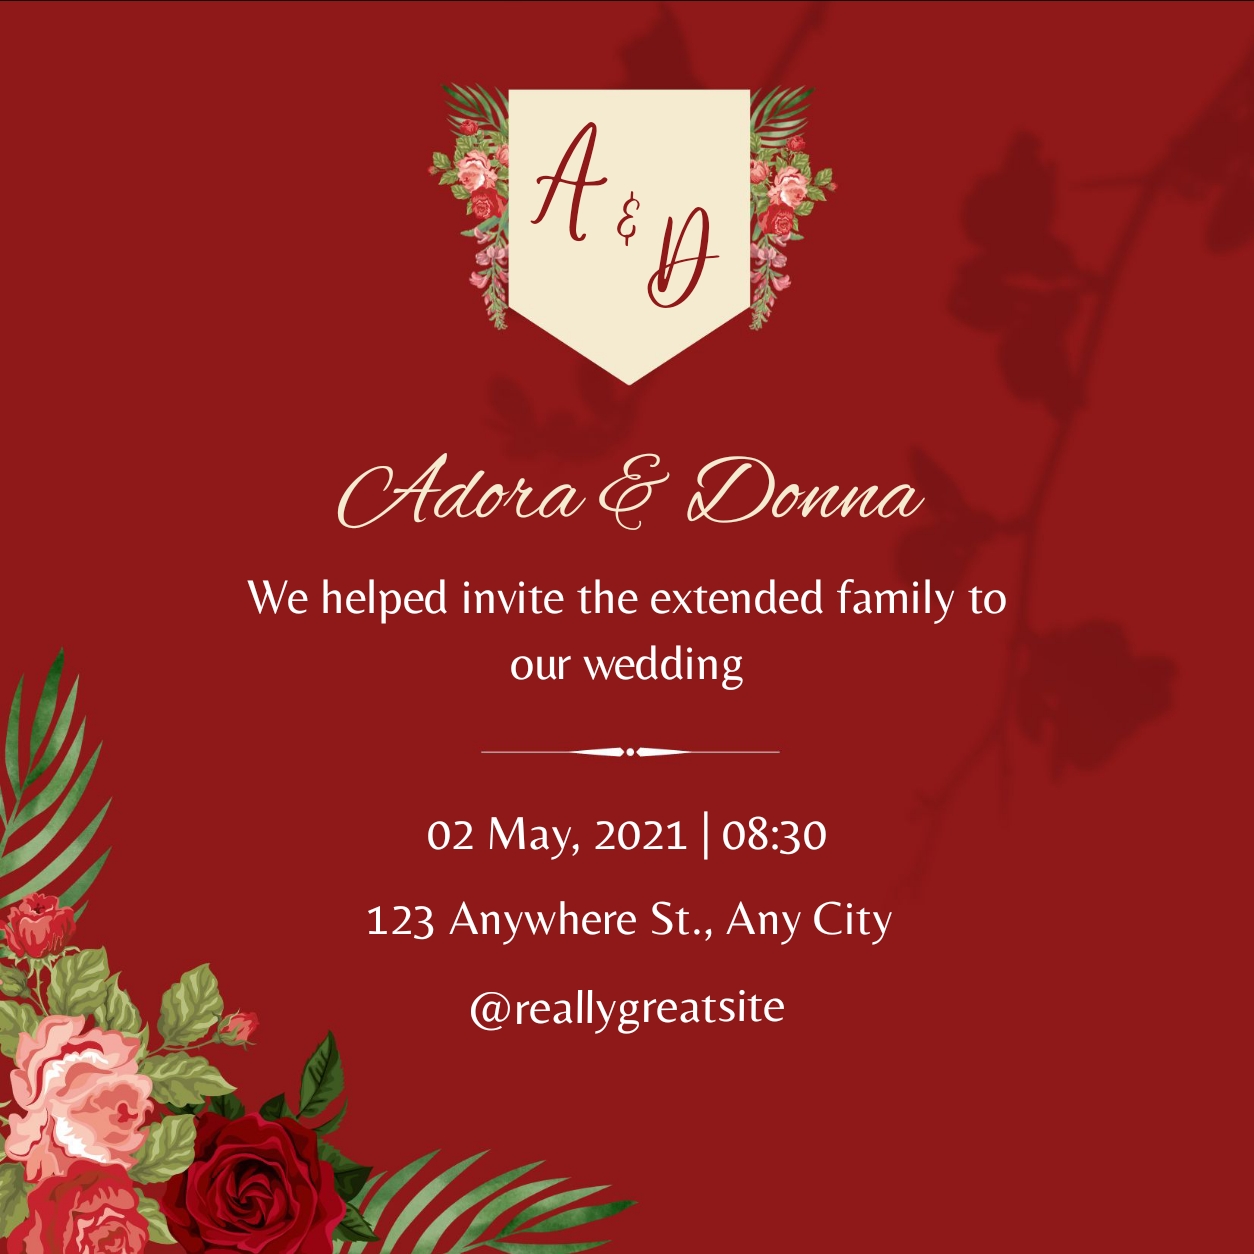 A
&
D
Adora & Donna
We helped invite the extended family to
our wedding
02 May, 2021 | 08:30
123 Anywhere St., Any City
@reallygreatsite